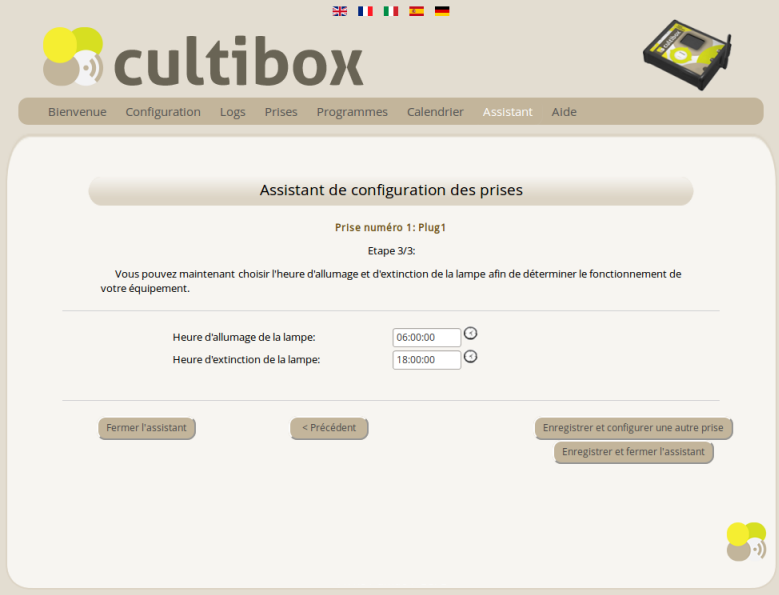 cultibox
cultibox
Bienvenue Configuration Logs Prises Programmes Calendrier Assistant Aide
Assistant de configuration des prises
Prise numéro 1: Plug1
Etape 3/3:
Vous pouvez maintenant choisir l'heure d'allumage et d'extinction de la lampe afin de déterminer le fonctionnement de
votre équipement.
Heure d'allumage de la lampe: 06:00:00
Heure d'extinction de la lampe: 18:00:00
Fermer l'assistant < Précédent Enregistrer et configurer une autre prise
Enregistrer et fermer l'assistant